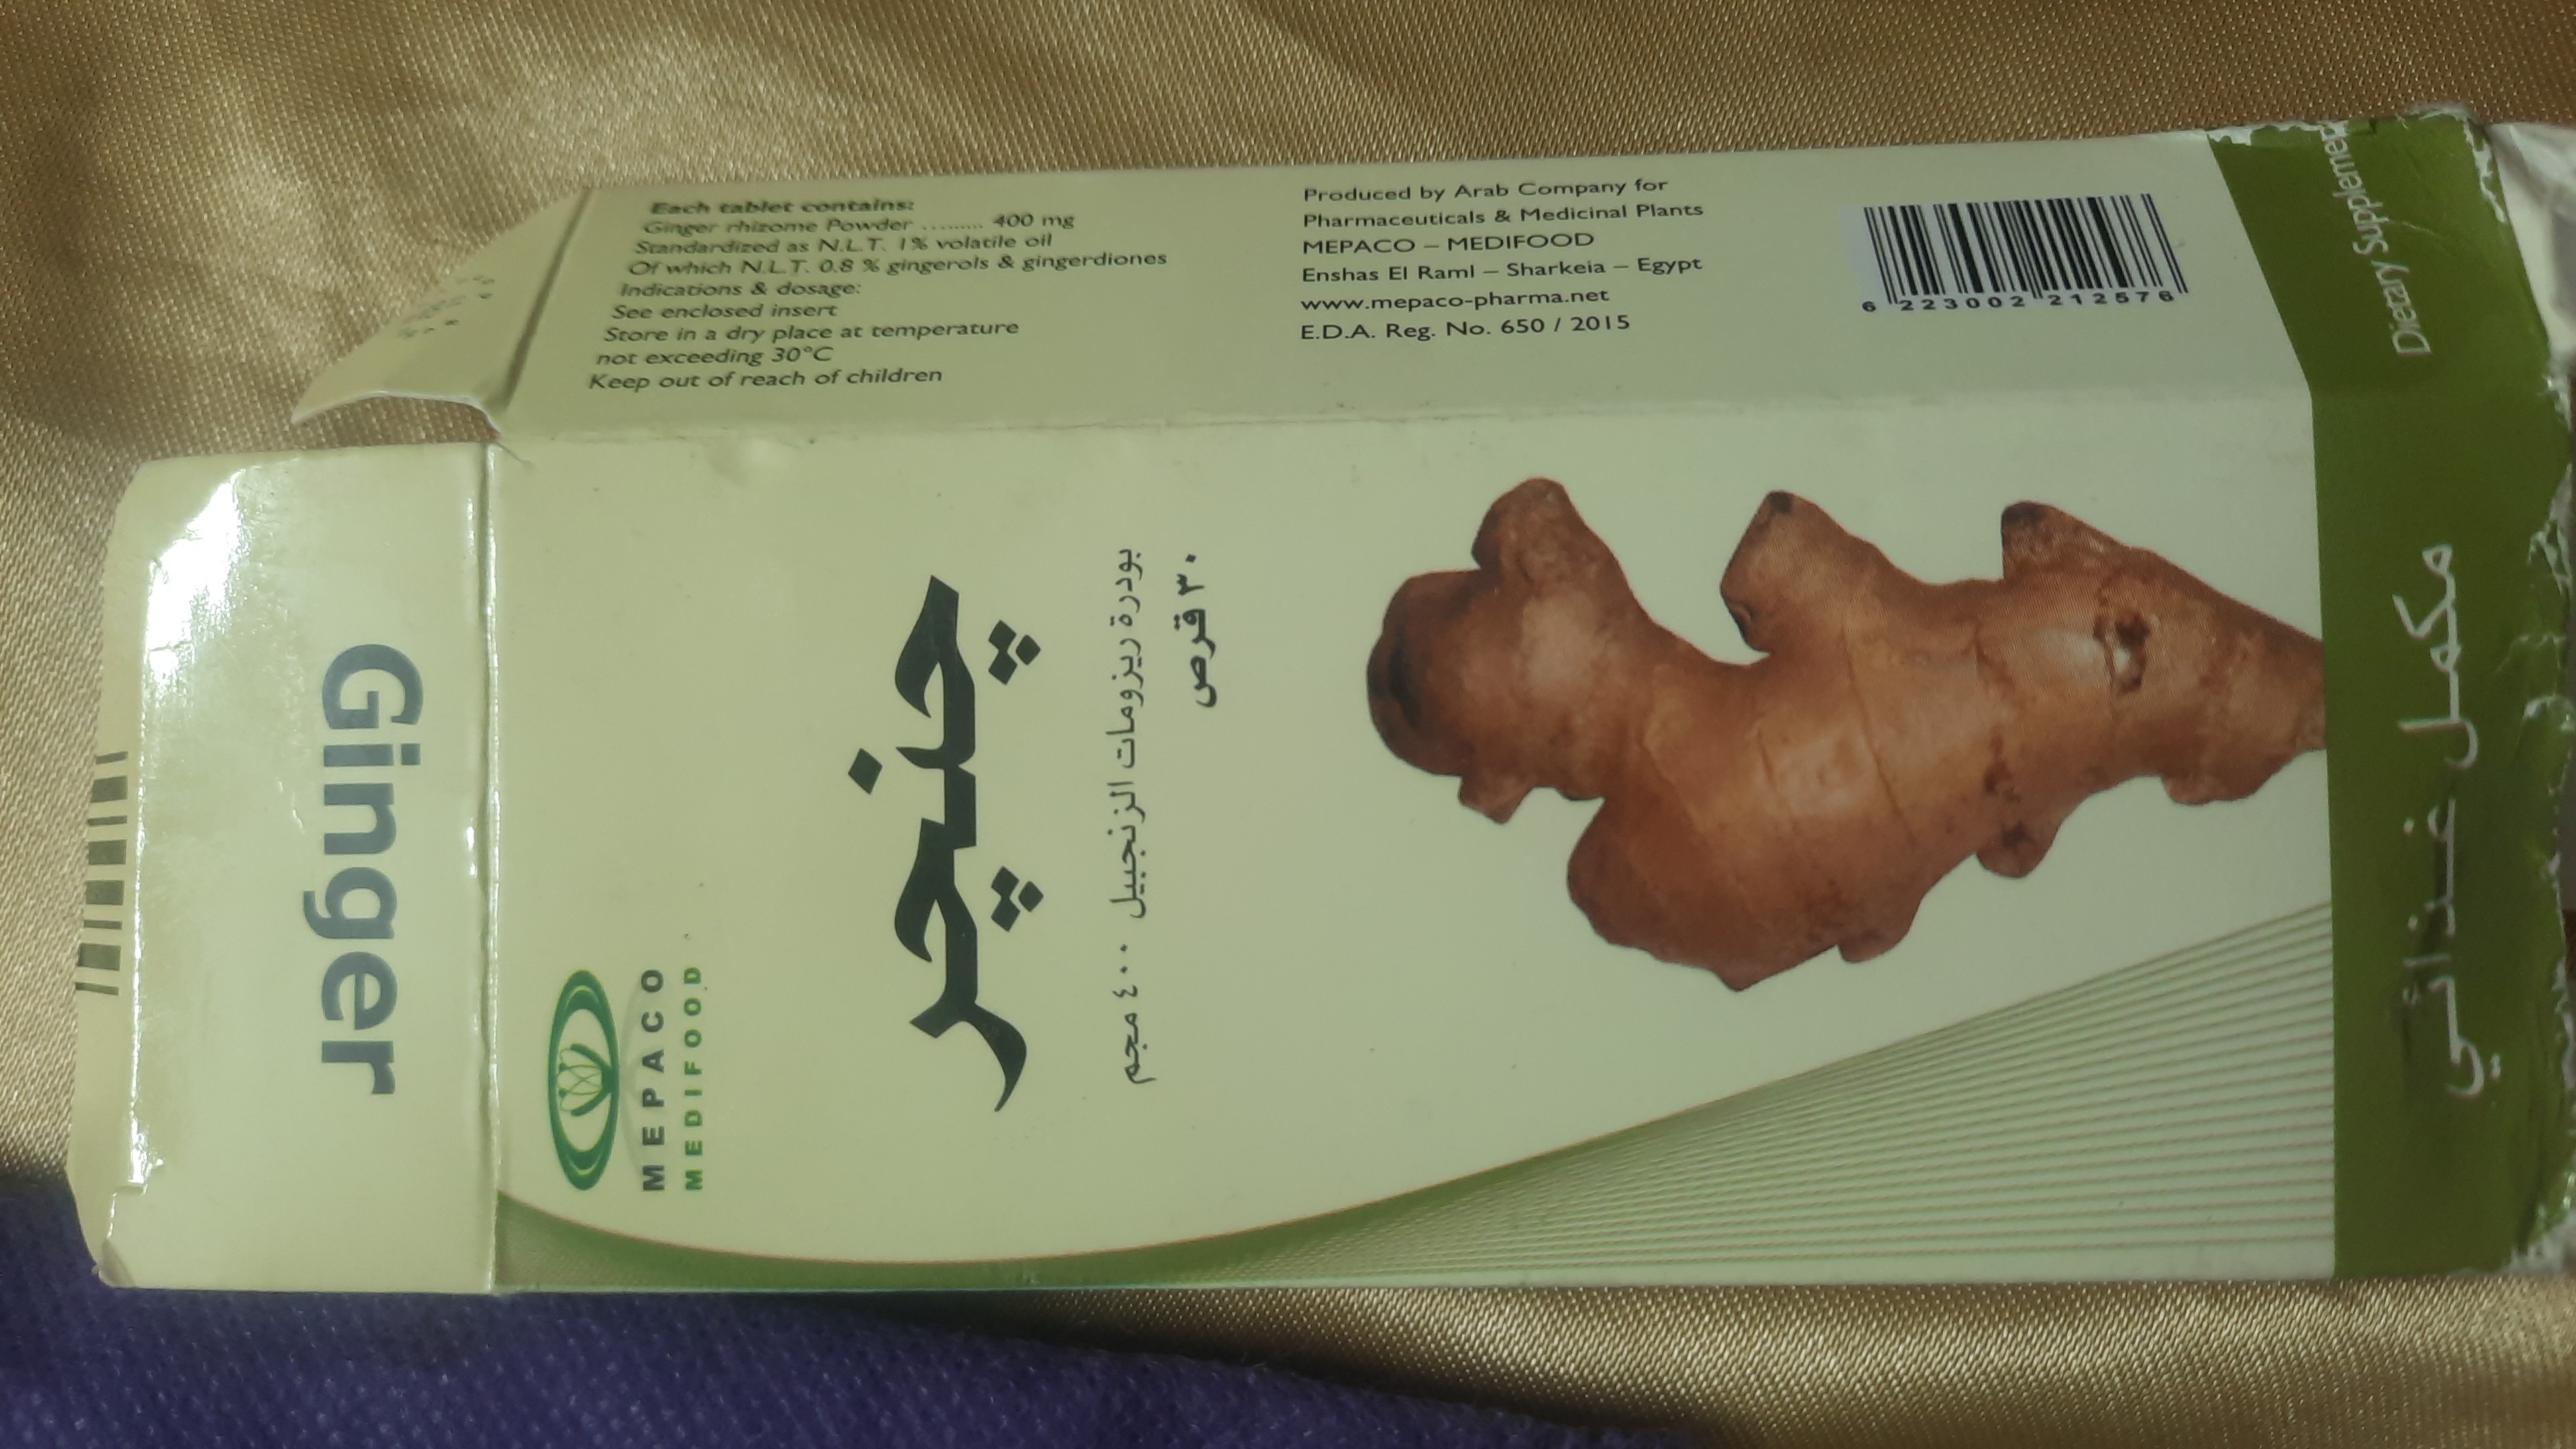 Each tablet contains:
Ginger rhizome Powder ......... 400 mg
Standardized as N.L.T. 1% volatile oil
Of which N.L.T. 0.8 % gingerols & gingerdiones
Indications & dosage:
See enclosed insert
Store in a dry place at temperature
not exceeding 30°C
Keep out of reach of children
Produced by Arab Company for
Pharmaceuticals & Medicinal Plants
MEPACO – MEDIFOOD
Enshas El Raml – Sharkeia – Egypt
www.mepaco-pharma.net
E.D.A. Reg. No. 650 / 2015
6 223002 212576
Dietary Supplement
Ginger
MEPACO
MEDIFOOD
چنچر
بودرة ريزومات الزنجبيل ٤٠٠ مجم
٣٠ قرص
مكمل غذائي